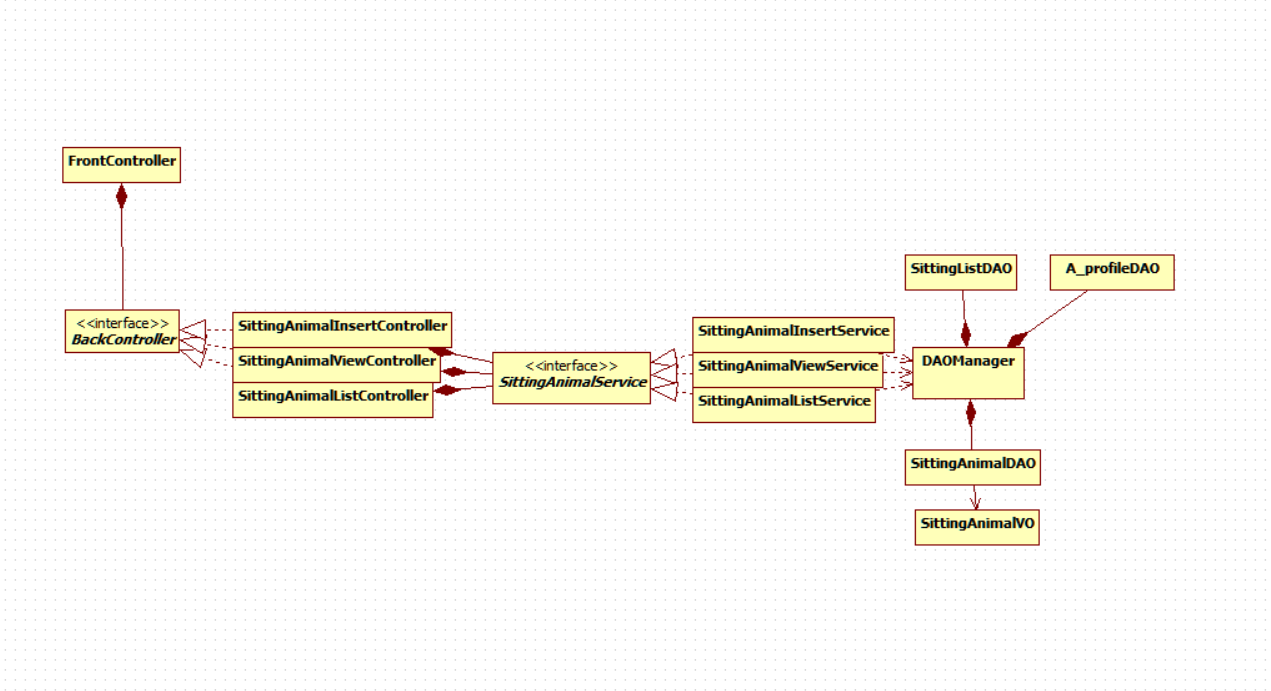 FrontController
<<interface>>
BackController
SittingAnimalInsertController
SittingAnimalViewController
SittingAnimalListController
<<interface>>
SittingAnimalService
SittingAnimalInsertService
SittingAnimalViewService
SittingAnimalListService
SittingListDAO
A_profileDAO
DAOManager
SittingAnimalDAO
SittingAnimalVO